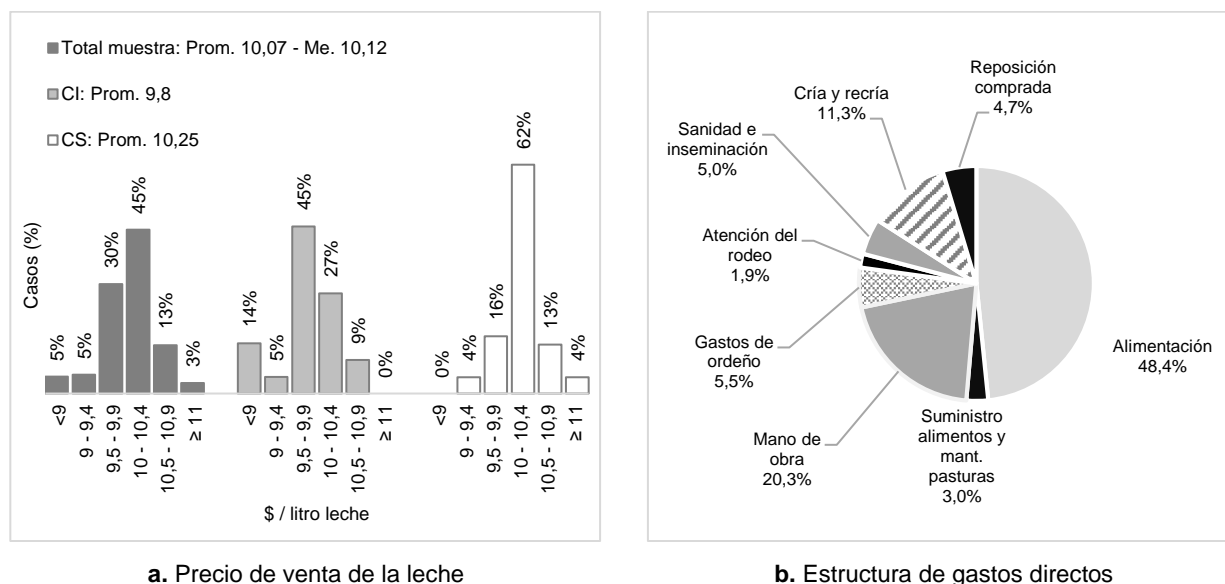 Total muestra: Prom. 10,07 - Me. 10,12
CI: Prom. 9,8
CS: Prom. 10,25
Casos (%)
5%
5%
30%
45%
13%
3%
14%
5%
45%
27%
9%
0%
0%
4%
16%
62%
13%
4%
<9
9 - 9,4
9,5 - 9,9
10 - 10,4
10,5 - 10,9
≥ 11
<9
9 - 9,4
9,5 - 9,9
10 - 10,4
10,5 - 10,9
≥ 11
<9
9 - 9,4
9,5 - 9,9
10 - 10,4
10,5 - 10,9
≥ 11
$ / litro leche
a. Precio de venta de la leche
Reposición
comprada
4,7%
Cría y recría
11,3%
Sanidad e
inseminación
5,0%
Atención del
rodeo
1,9%
Gastos de
ordeño
5,5%
Mano de
obra
20,3%
Suministro
alimentos y
mant.
pasturas
3,0%
Alimentación
48,4%
b. Estructura de gastos directos